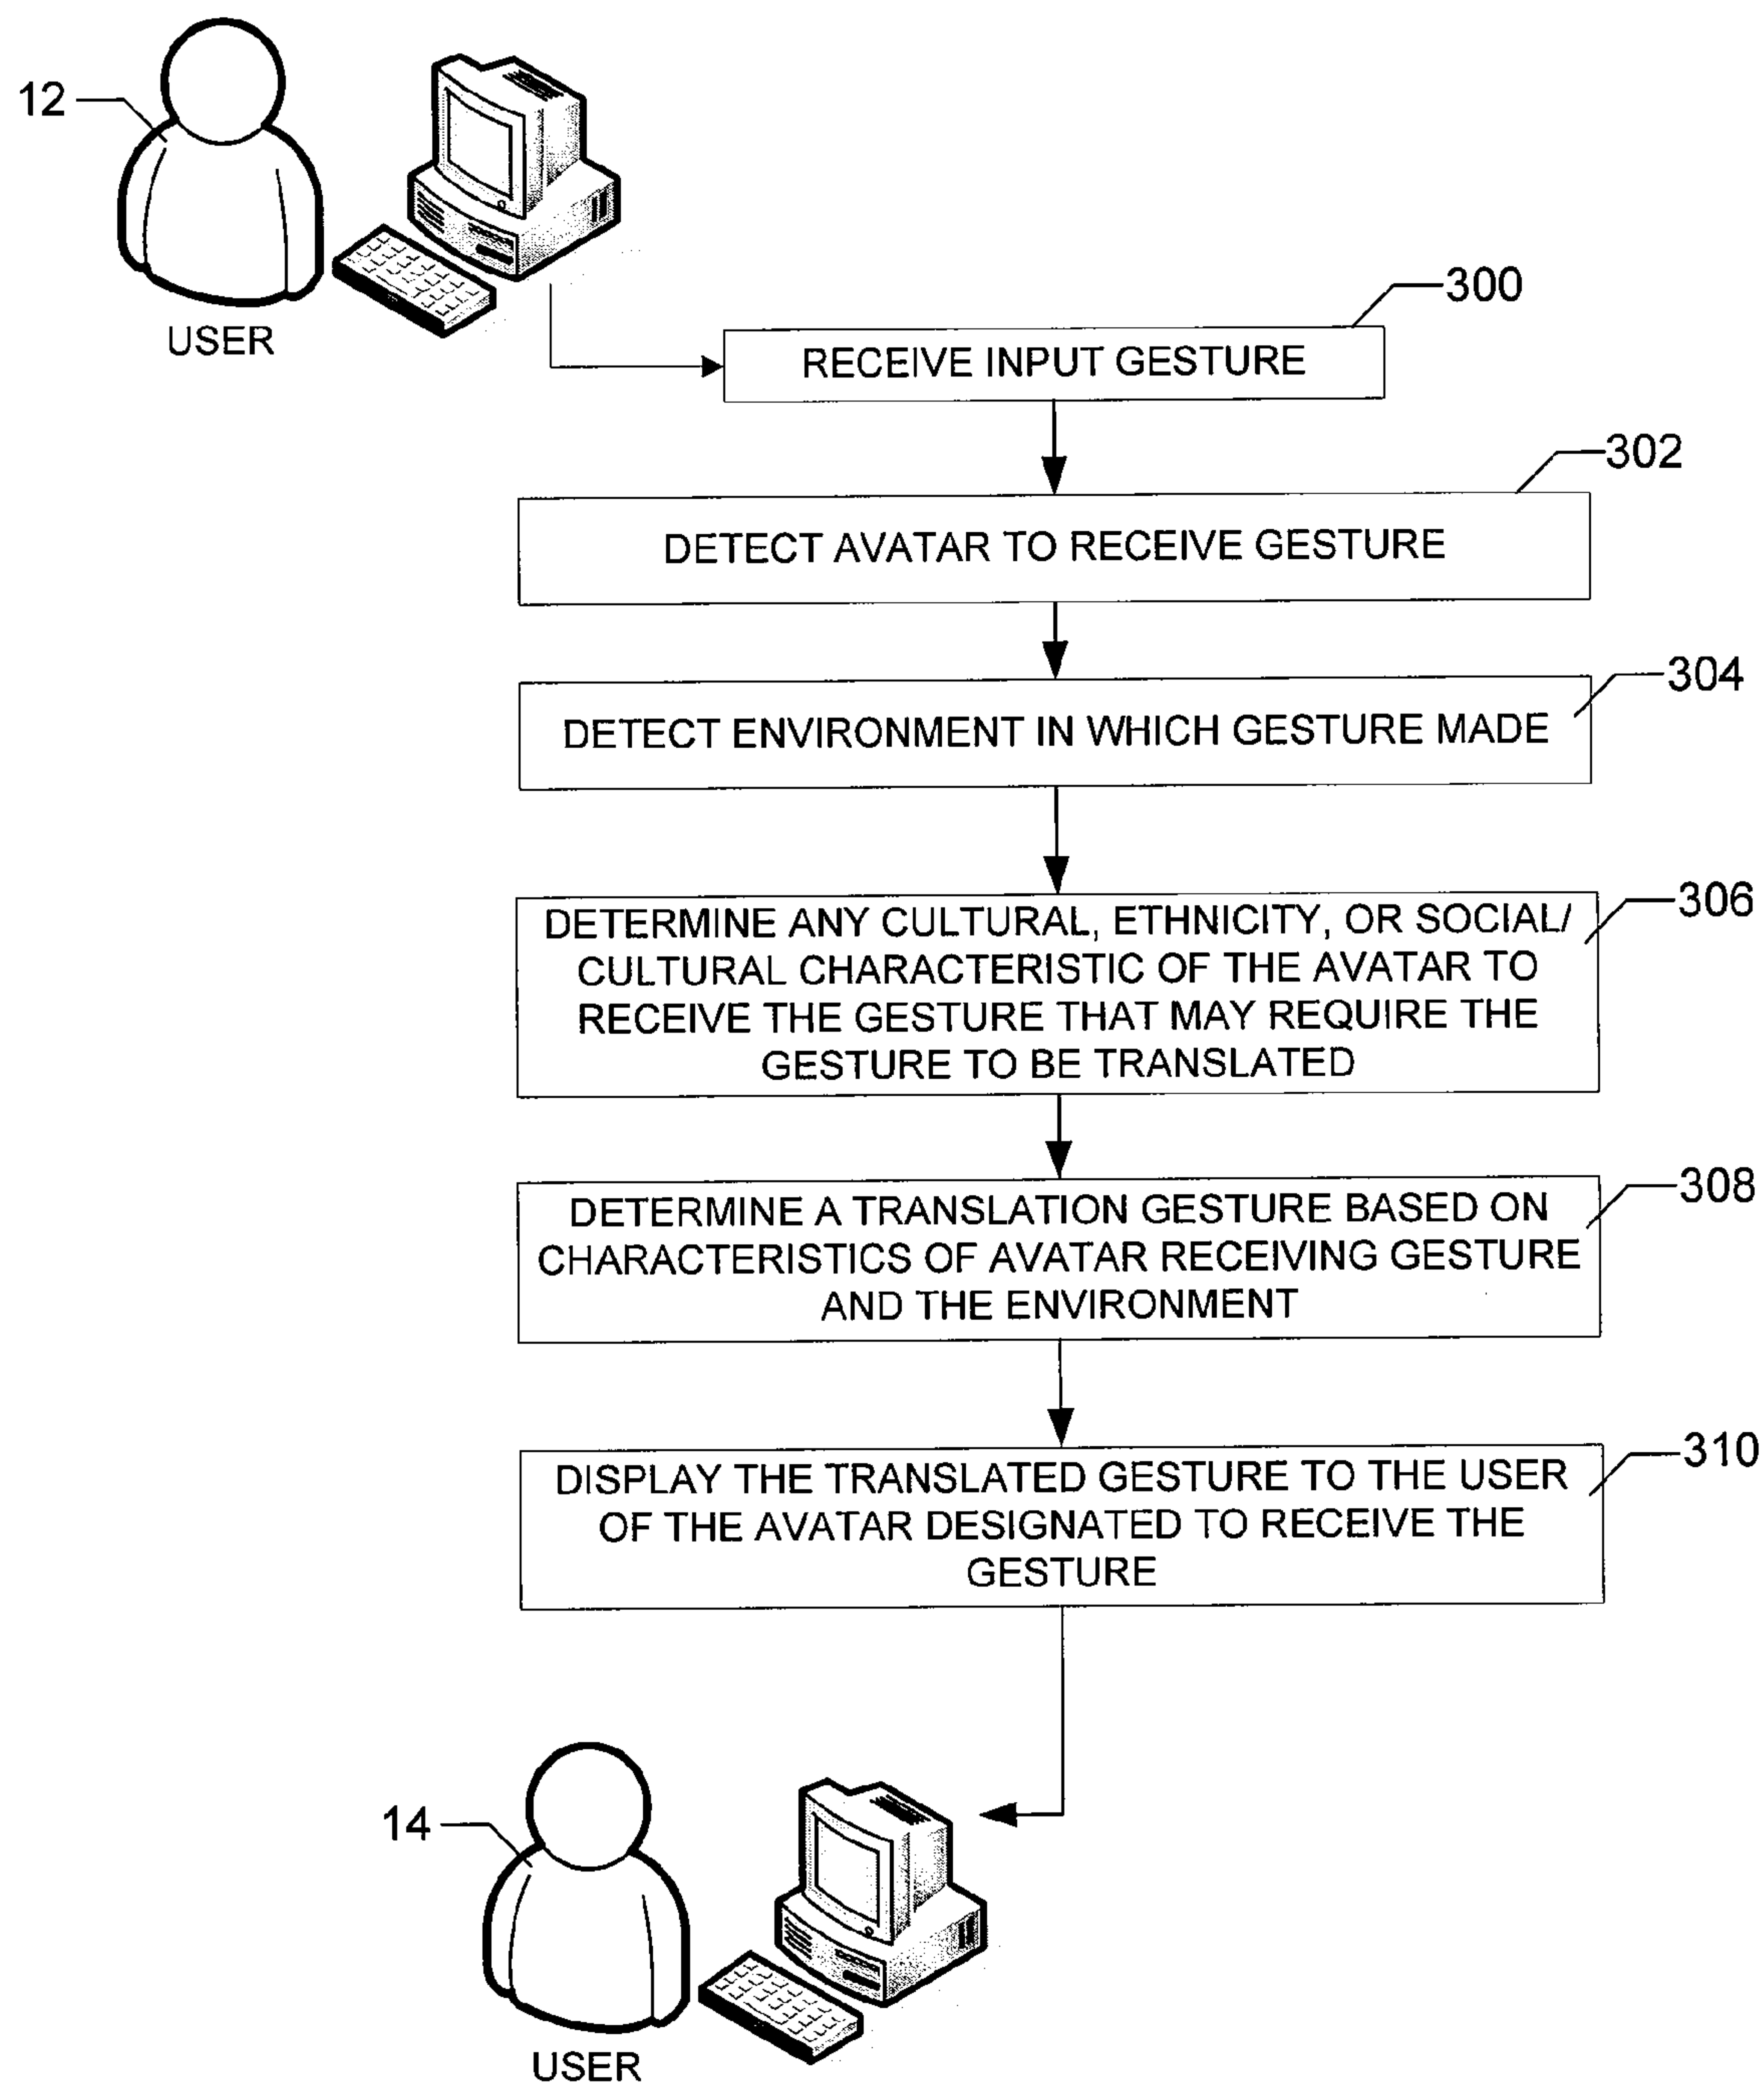 12
USER
300
RECEIVE INPUT GESTURE
302
DETECT AVATAR TO RECEIVE GESTURE
304
DETECT ENVIRONMENT IN WHICH GESTURE MADE
306
DETERMINE ANY CULTURAL, ETHNICITY, OR SOCIAL/
CULTURAL CHARACTERISTIC OF THE AVATAR TO
RECEIVE THE GESTURE THAT MAY REQUIRE THE
GESTURE TO BE TRANSLATED
308
DETERMINE A TRANSLATION GESTURE BASED ON
CHARACTERISTICS OF AVATAR RECEIVING GESTURE
AND THE ENVIRONMENT
310
DISPLAY THE TRANSLATED GESTURE TO THE USER
OF THE AVATAR DESIGNATED TO RECEIVE THE
GESTURE
14
USER